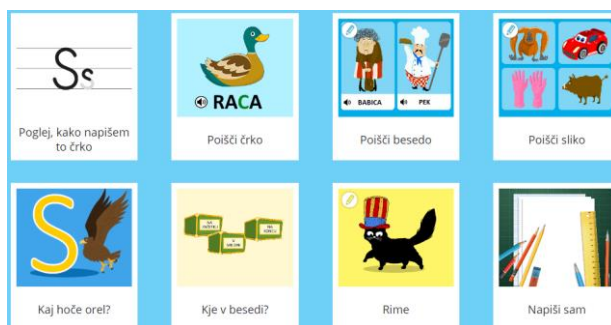 Ss
Poglej, kako napišem
to črko
RACA
Poišči črko
BABICA
PEK
Poišči besedo
Poišči sliko
S
Kaj hoče orel?
Kje v besedi?
Rime
Napiši sam